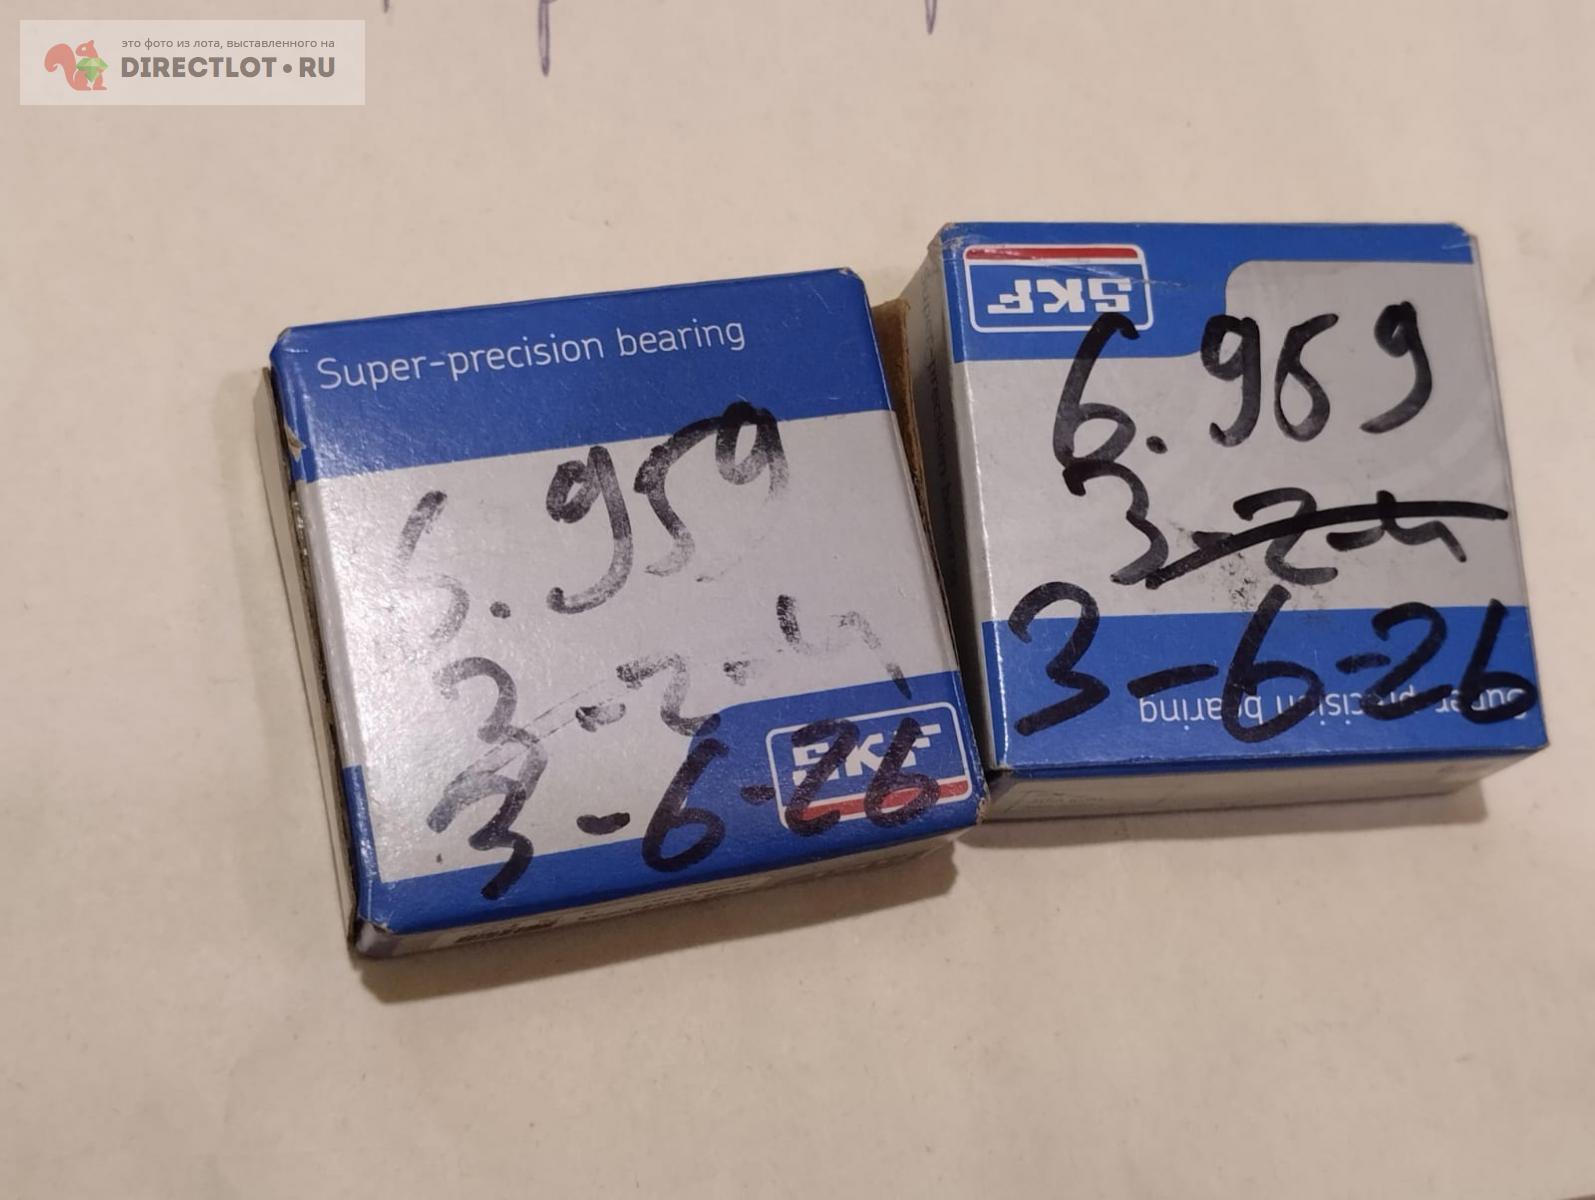 это фото из лота, выставленного на
DIRECTLOT•RU
Super-precision bearing
6.959
3-2-4
3-6-26
SKF
SKF
6.959
3-2-4
3-6-26
Super-precision bearing